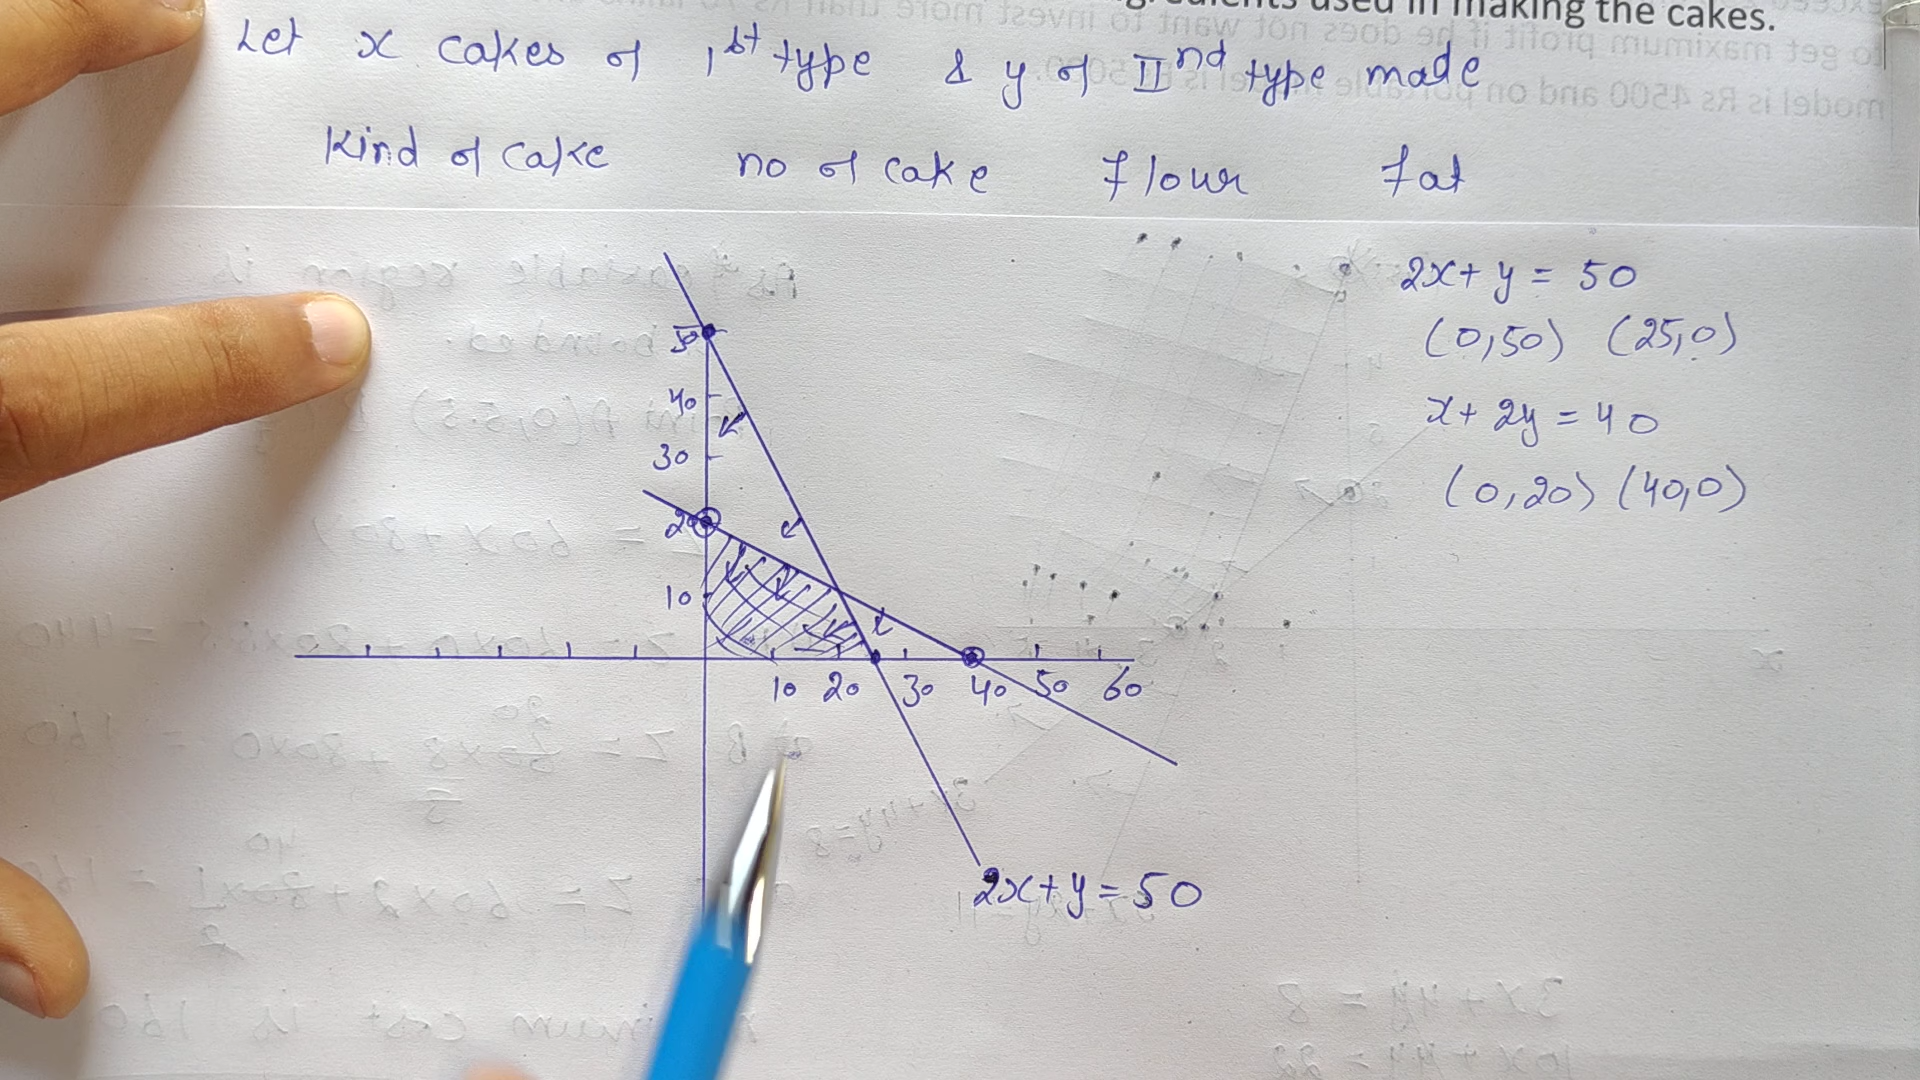 used in making the cakes.
Let x cakes of 1st type & y of IInd type made
Kind of cake no of cake flour fat
2x+y = 50
(0,50) (25,0)
x+2y = 40
(0,20) (40,0)
50
40
30
20
10
10 20 30 40 50 60
2x+y=50